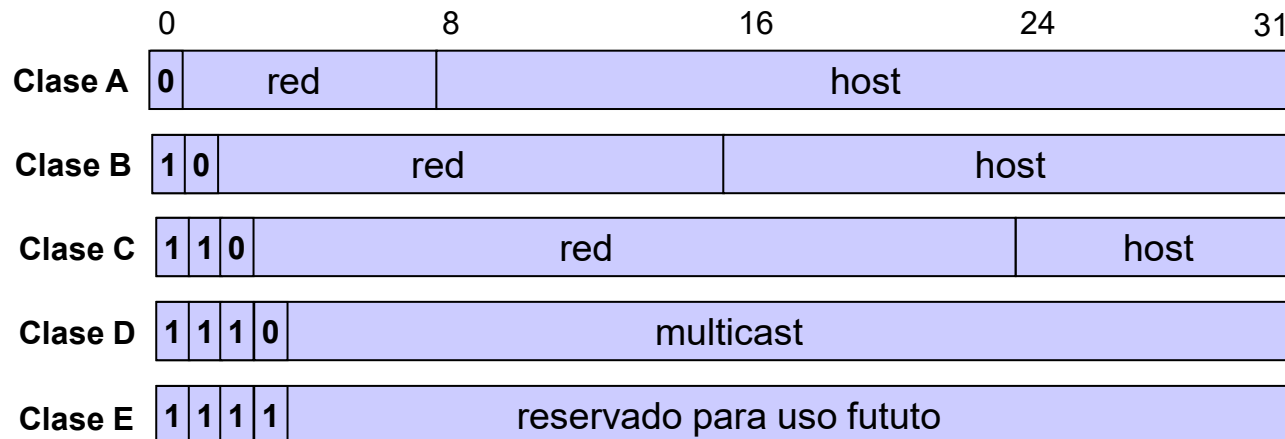 0 8 16 24 31
Clase A 0 red host
Clase B 1 0 red host
Clase C 1 1 0 red host
Clase D 1 1 1 0 multicast
Clase E 1 1 1 1 reservado para uso fututo